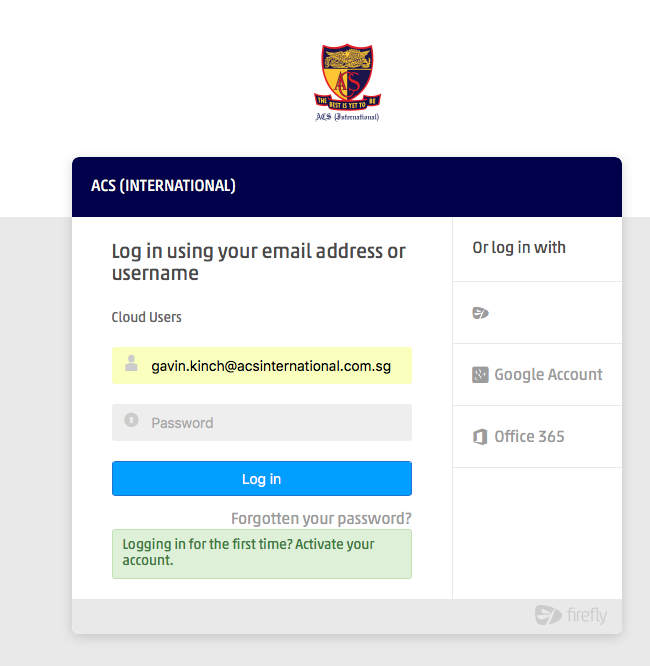 ACS
THE BEST IS YET TO BE
ACS (International)
ACS (INTERNATIONAL)
Log in using your email address or
username
Cloud Users
gavin.kinch@acsinternational.com.sg
Password
Log in
Forgotten your password?
Logging in for the first time? Activate your
account.
Or log in with
Google Account
Office 365
firefly